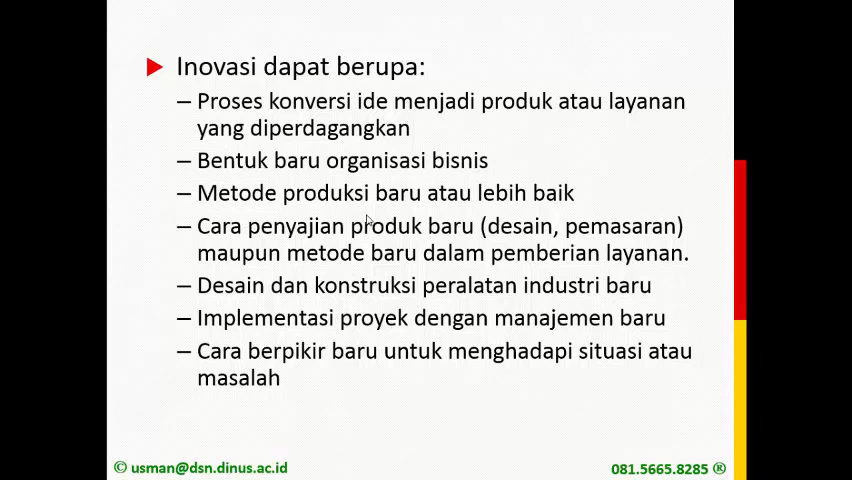 Inovasi dapat berupa:
– Proses konversi ide menjadi produk atau layanan
yang diperdagangkan
– Bentuk baru organisasi bisnis
– Metode produksi baru atau lebih baik
– Cara penyajian produk baru (desain, pemasaran)
maupun metode baru dalam pemberian layanan.
– Desain dan konstruksi peralatan industri baru
– Implementasi proyek dengan manajemen baru
– Cara berpikir baru untuk menghadapi situasi atau
masalah
© usman@dsn.dinus.ac.id
081.5665.8285 ®